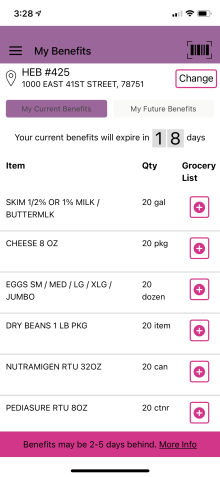 3:28
My Benefits
HEB #425
1000 EAST 41ST STREET, 78751
Change
My Current Benefits
My Future Benefits
Your current benefits will expire in 1 8 days
Item Qty Grocery
List
SKIM 1/2% OR 1% MILK / 20 gal
BUTTERMLK
CHEESE 8 OZ 20 pkg
EGGS SM / MED / LG / XLG / 20
JUMBO dozen
DRY BEANS 1 LB PKG 20 item
NUTRAMIGEN RTU 32OZ 20 can
PEDIASURE RTU 8OZ 20 ctnr
Benefits may be 2-5 days behind. More Info